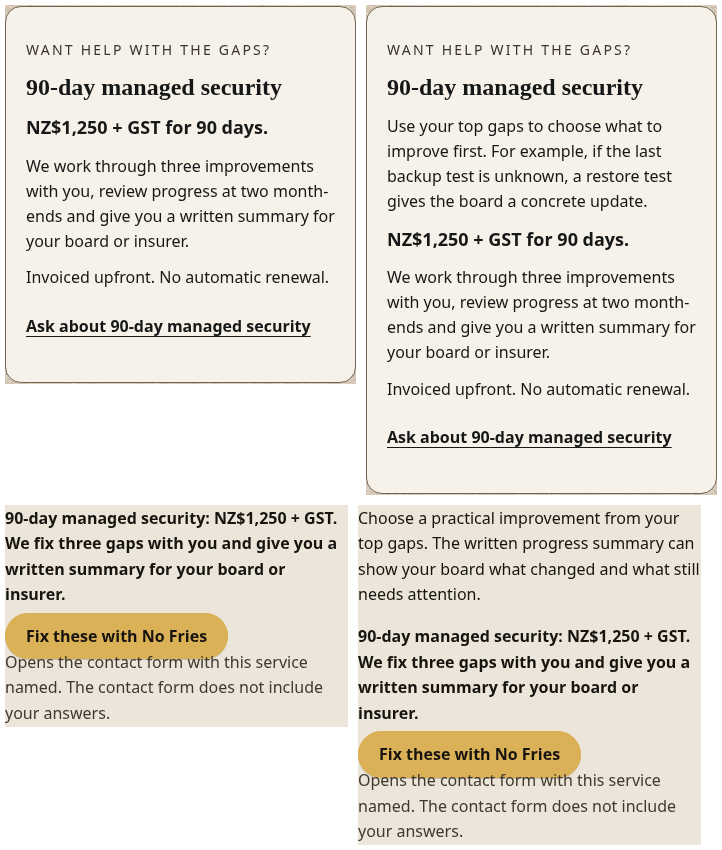 WANT HELP WITH THE GAPS?
90-day managed security
NZ$1,250 + GST for 90 days.
We work through three improvements
with you, review progress at two month-
ends and give you a written summary for
your board or insurer.
Invoiced upfront. No automatic renewal.
Ask about 90-day managed security
WANT HELP WITH THE GAPS?
90-day managed security
Use your top gaps to choose what to
improve first. For example, if the last
backup test is unknown, a restore test
gives the board a concrete update.
NZ$1,250 + GST for 90 days.
We work through three improvements
with you, review progress at two month-
ends and give you a written summary for
your board or insurer.
Invoiced upfront. No automatic renewal.
Ask about 90-day managed security
90-day managed security: NZ$1,250 + GST.
We fix three gaps with you and give you a
written summary for your board or
insurer.
Fix these with No Fries
Opens the contact form with this service
named. The contact form does not include
your answers.
Choose a practical improvement from your
top gaps. The written progress summary can
show your board what changed and what still
needs attention.
90-day managed security: NZ$1,250 + GST.
We fix three gaps with you and give you a
written summary for your board or
insurer.
Fix these with No Fries
Opens the contact form with this service
named. The contact form does not include
your answers.